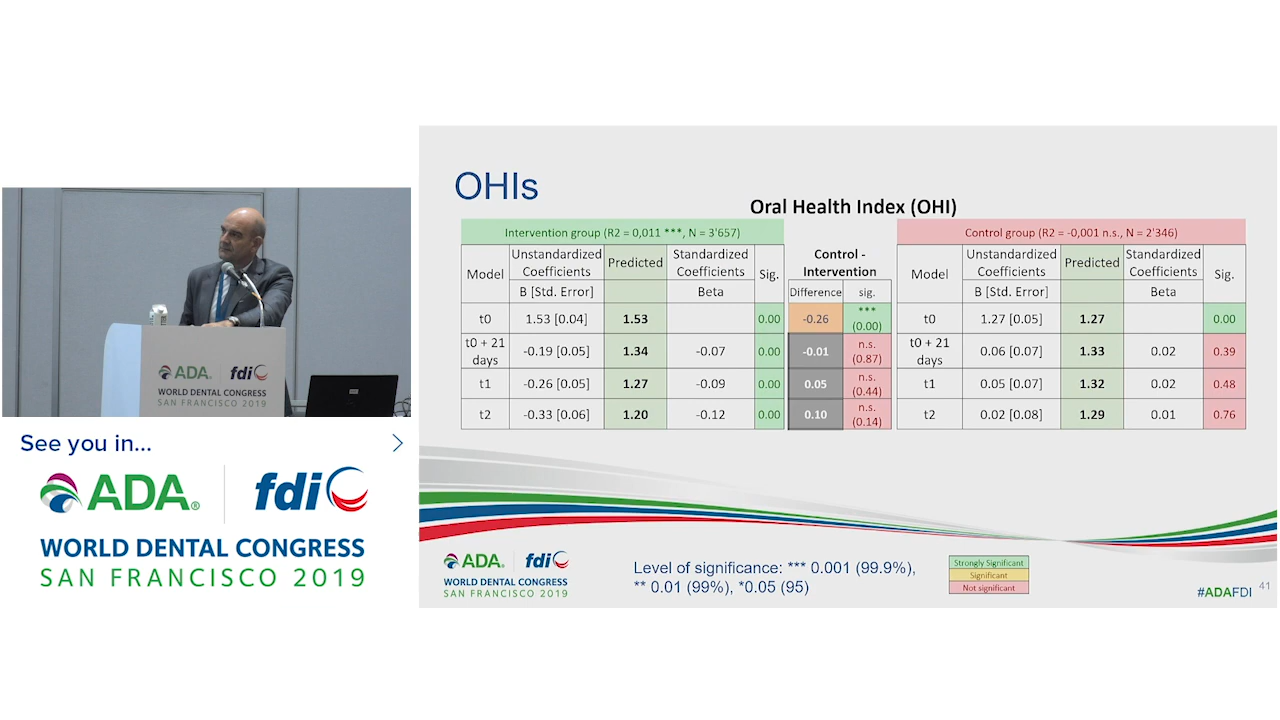 ADA. fdi
WORLD DENTAL CONGRESS
SAN FRANCISCO 2019
See you in...
ADA® fdi
WORLD DENTAL CONGRESS
SAN FRANCISCO 2019
OHIs
Oral Health Index (OHI)
Intervention group (R2 = 0,011 ***, N = 3'657)
Model Unstandardized Coefficients Predicted Standardized Coefficients Sig.
B [Std. Error] Beta
t0 1.53 [0.04] 1.53 0.00
t0 + 21 days -0.19 [0.05] 1.34 -0.07 0.00
t1 -0.26 [0.05] 1.27 -0.09 0.00
t2 -0.33 [0.06] 1.20 -0.12 0.00
Control -
Intervention
Difference sig.
-0.26 *** (0.00)
-0.01 n.s. (0.87)
0.05 n.s. (0.44)
0.10 n.s. (0.14)
Control group (R2 = -0,001 n.s., N = 2'346)
Model Unstandardized Coefficients Predicted Standardized Coefficients Sig.
B [Std. Error] Beta
t0 1.27 [0.05] 1.27 0.00
t0 + 21 days 0.06 [0.07] 1.33 0.02 0.39
t1 0.05 [0.07] 1.32 0.02 0.48
t2 0.02 [0.08] 1.29 0.01 0.76
ADA. fdi
WORLD DENTAL CONGRESS
SAN FRANCISCO 2019
Level of significance: *** 0.001 (99.9%),
** 0.01 (99%), *0.05 (95)
Strongly Significant
Significant
Not significant
#ADAFDI 41